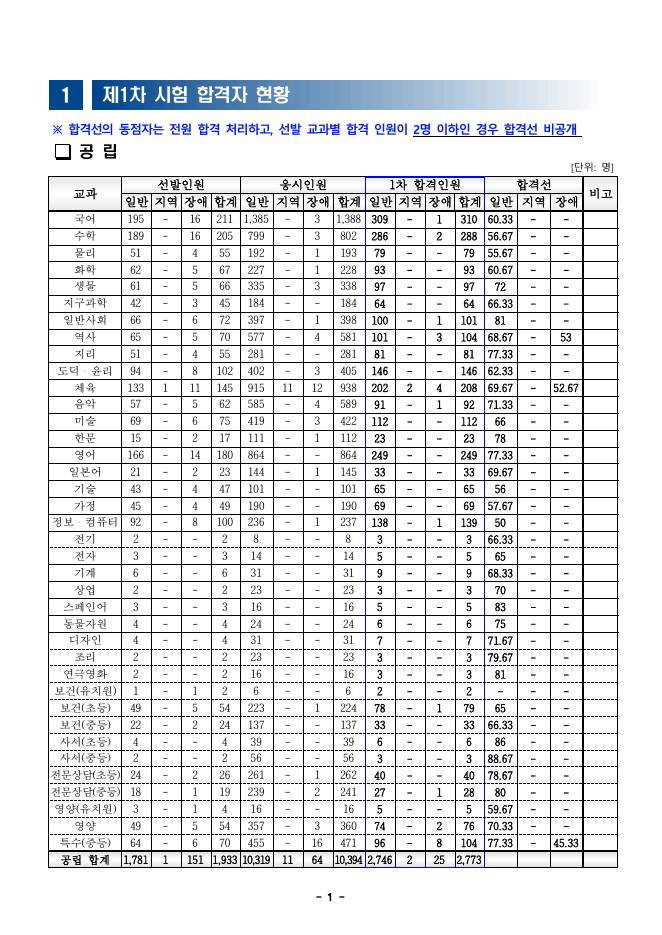 1 제1차 시험 합격자 현황
※ 합격선의 동점자는 전원 합격 처리하고, 선발 교과별 합격 인원이 2명 이하인 경우 합격선 비공개
❑ 공 립
[단위: 명]
교과 선발인원 응시인원 1차 합격인원 합격선 비고
일반 지역 장애 합계 일반 지역 장애 합계 일반 지역 장애 합계 일반 지역 장애
국어 195 - 16 211 1,385 - 3 1,388 309 - 1 310 60.33 - -
수학 189 - 16 205 799 - 3 802 286 - 2 288 56.67 - -
물리 51 - 4 55 192 - 1 193 79 - - 79 55.67 - -
화학 62 - 5 67 227 - 1 228 93 - - 93 60.67 - -
생물 61 - 5 66 335 - 3 338 97 - - 97 72 - -
지구과학 42 - 3 45 184 - - 184 64 - - 64 66.33 - -
일반사회 66 - 6 72 397 - 1 398 100 - 1 101 81 - -
역사 65 - 5 70 577 - 4 581 101 - 3 104 68.67 - 53
지리 51 - 4 55 281 - - 281 81 - - 81 77.33 - -
도덕·윤리 94 - 8 102 402 - 3 405 146 - - 146 62.33 - -
체육 133 1 11 145 915 11 12 938 202 2 4 208 69.67 - 52.67
음악 57 - 5 62 585 - 4 589 91 - 1 92 71.33 - -
미술 69 - 6 75 419 - 3 422 112 - - 112 66 - -
한문 15 - 2 17 111 - 1 112 23 - - 23 78 - -
영어 166 - 14 180 864 - - 864 249 - - 249 77.33 - -
일본어 21 - 2 23 144 - 1 145 33 - - 33 69.67 - -
기술 43 - 4 47 101 - - 101 65 - - 65 56 - -
가정 45 - 4 49 190 - - 190 69 - - 69 57.67 - -
정보·컴퓨터 92 - 8 100 236 - 1 237 138 - 1 139 50 - -
전기 2 - - 2 8 - - 8 3 - - 3 66.33 - -
전자 3 - - 3 14 - - 14 5 - - 5 65 - -
기계 6 - - 6 31 - - 31 9 - - 9 68.33 - -
상업 2 - - 2 23 - - 23 3 - - 3 70 - -
스페인어 3 - - 3 16 - - 16 5 - - 5 83 - -
동물자원 4 - - 4 24 - - 24 6 - - 6 75 - -
디자인 4 - - 4 31 - - 31 7 - - 7 71.67 - -
조리 2 - - 2 23 - - 23 3 - - 3 79.67 - -
연극영화 2 - - 2 16 - - 16 3 - - 3 81 - -
보건(유치원) 1 - 1 2 6 - - 6 2 - - 2 - - -
보건(초등) 49 - 5 54 223 - 1 224 78 - 1 79 65 - -
보건(중등) 22 - 2 24 137 - - 137 33 - - 33 66.33 - -
사서(초등) 4 - - 4 39 - - 39 6 - - 6 86 - -
사서(중등) 2 - - 2 56 - - 56 3 - - 3 88.67 - -
전문상담(초등) 24 - 2 26 261 - 1 262 40 - - 40 78.67 - -
전문상담(중등) 18 - 1 19 239 - 2 241 27 - 1 28 80 - -
영양(유치원) 3 - 1 4 16 - - 16 5 - - 5 59.67 - -
영양 49 - 5 54 357 - 3 360 74 - 2 76 70.33 - -
특수(중등) 64 - 6 70 455 - 16 471 96 - 8 104 77.33 - 45.33
공립 합계 1,781 1 151 1,933 10,319 11 64 10,394 2,746 2 25 2,773
- 1 -